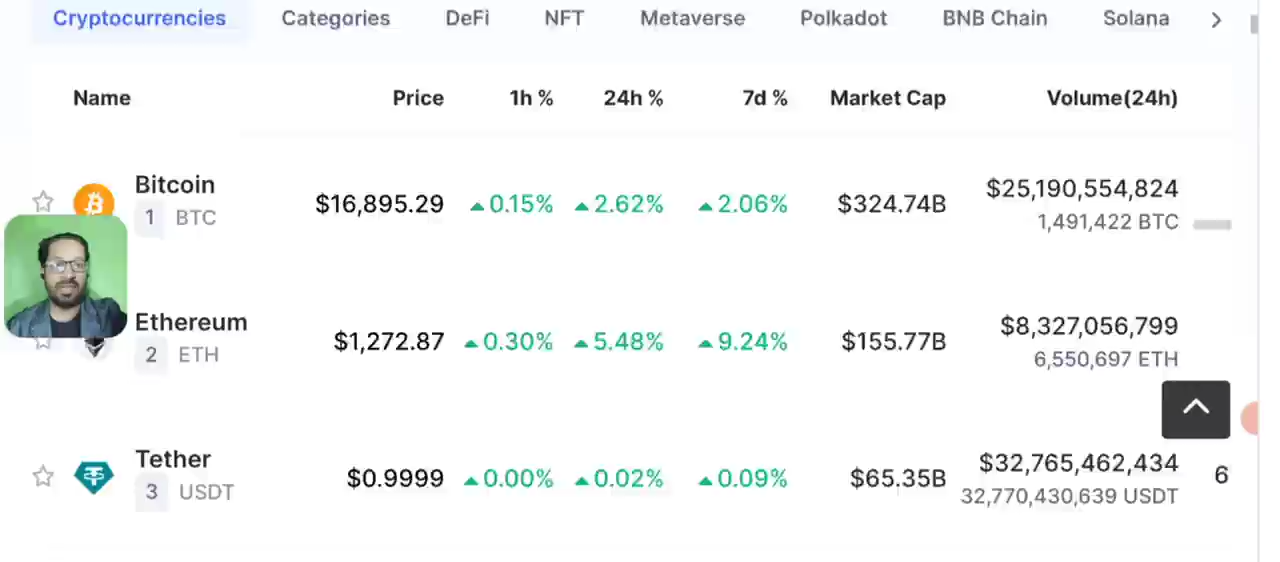 Cryptocurrencies Categories DeFi NFT Metaverse Polkadot BNB Chain Solana
Name Price 1h % 24h % 7d % Market Cap Volume(24h)
Bitcoin
1 BTC
$16,895.29 0.15% 2.62% 2.06% $324.74B $25,190,554,824
1,491,422 BTC
Ethereum
2 ETH
$1,272.87 0.30% 5.48% 9.24% $155.77B $8,327,056,799
6,550,697 ETH
Tether
3 USDT
$0.9999 0.00% 0.02% 0.09% $65.35B $32,765,462,434
32,770,430,639 USDT
6